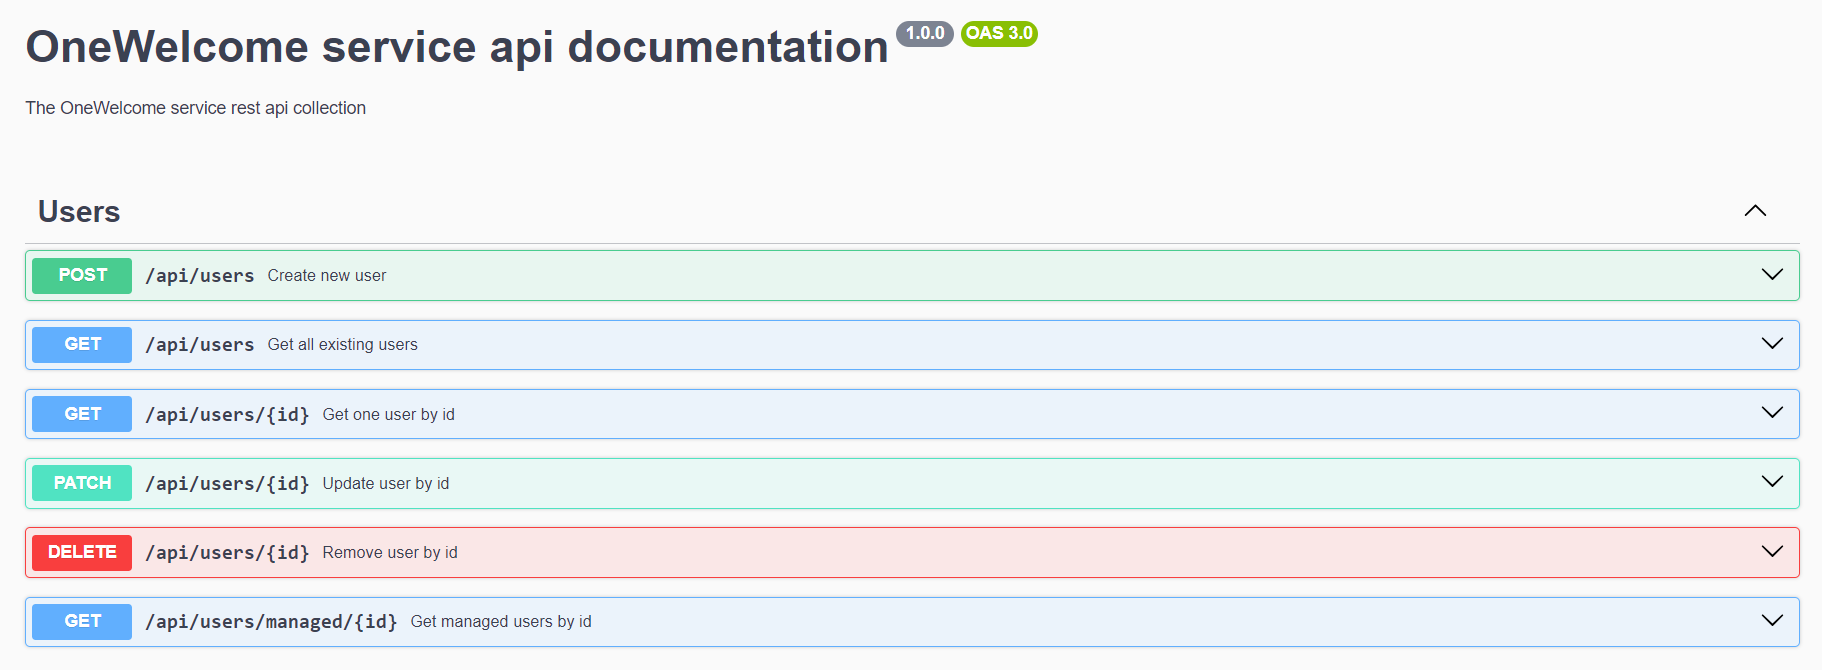 OneWelcome service api documentation 1.0.0 OAS 3.0
The OneWelcome service rest api collection
Users
POST /api/users Create new user
GET /api/users Get all existing users
GET /api/users/{id} Get one user by id
PATCH /api/users/{id} Update user by id
DELETE /api/users/{id} Remove user by id
GET /api/users/managed/{id} Get managed users by id